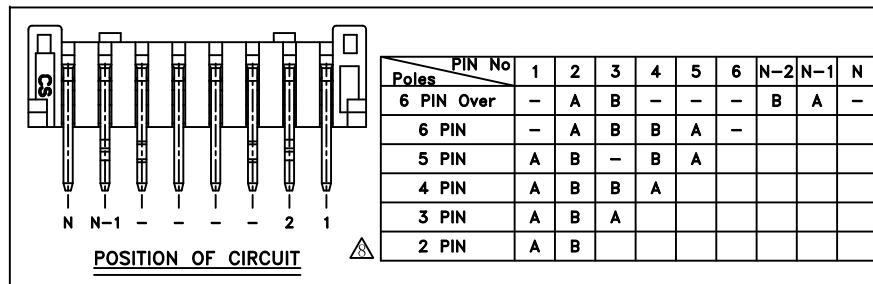 CS
N N-1 - - - - 2 1
POSITION OF CIRCUIT
8
PIN No
Poles
1 2 3 4 5 6 N-2 N-1 N
6 PIN Over - A B - - - B A -
6 PIN - A B B A -
5 PIN A B - B A
4 PIN A B B A
3 PIN A B A
2 PIN A B